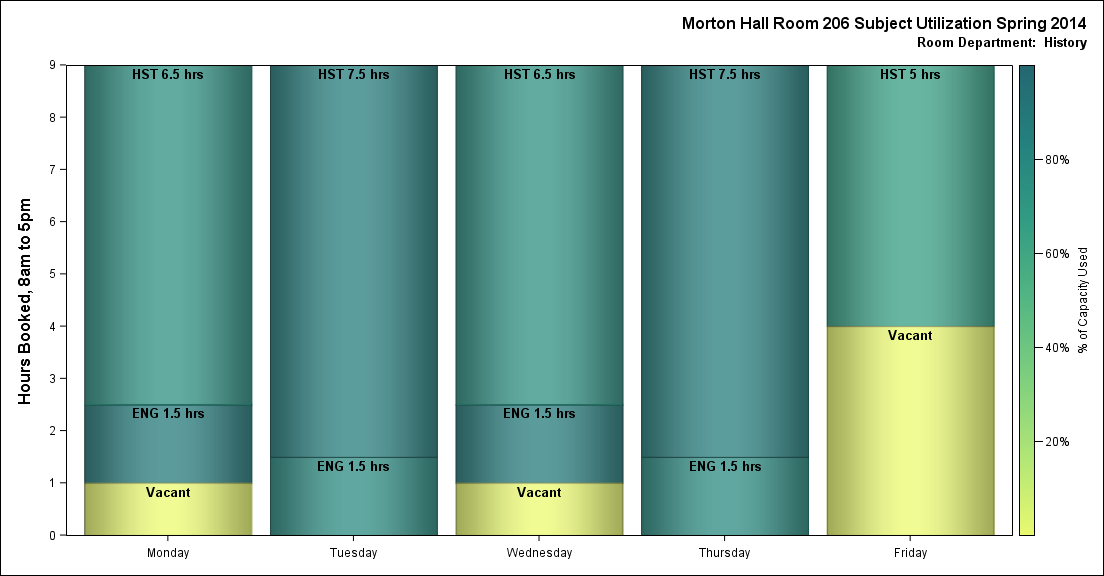 Morton Hall Room 206 Subject Utilization Spring 2014
Room Department:  History
Hours Booked, 8am to 5pm
9
8
7
6
5
4
3
2
1
0
HST 6.5 hrs
ENG 1.5 hrs
Vacant
HST 7.5 hrs
ENG 1.5 hrs
HST 6.5 hrs
ENG 1.5 hrs
Vacant
HST 7.5 hrs
ENG 1.5 hrs
HST 5 hrs
Vacant
Monday
Tuesday
Wednesday
Thursday
Friday
80%
60%
40%
20%
% of Capacity Used